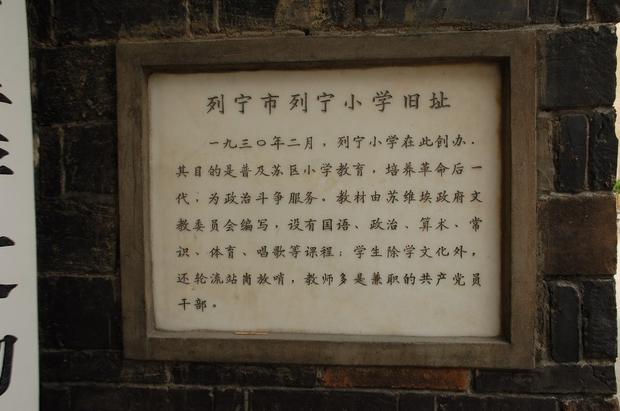 列宁市列宁小学旧址
一九三〇年二月，列宁小学在此创办.
其目的是普及苏区小学教育，培养革命后一
代，为政治斗争服务。教材由苏维埃政府文
教委员会编写，设有国语、政治、算术、常
识、体育、唱歌等课程；学生除学文化外，
还轮流站岗放哨，教师多是兼职的共产党员
干部。